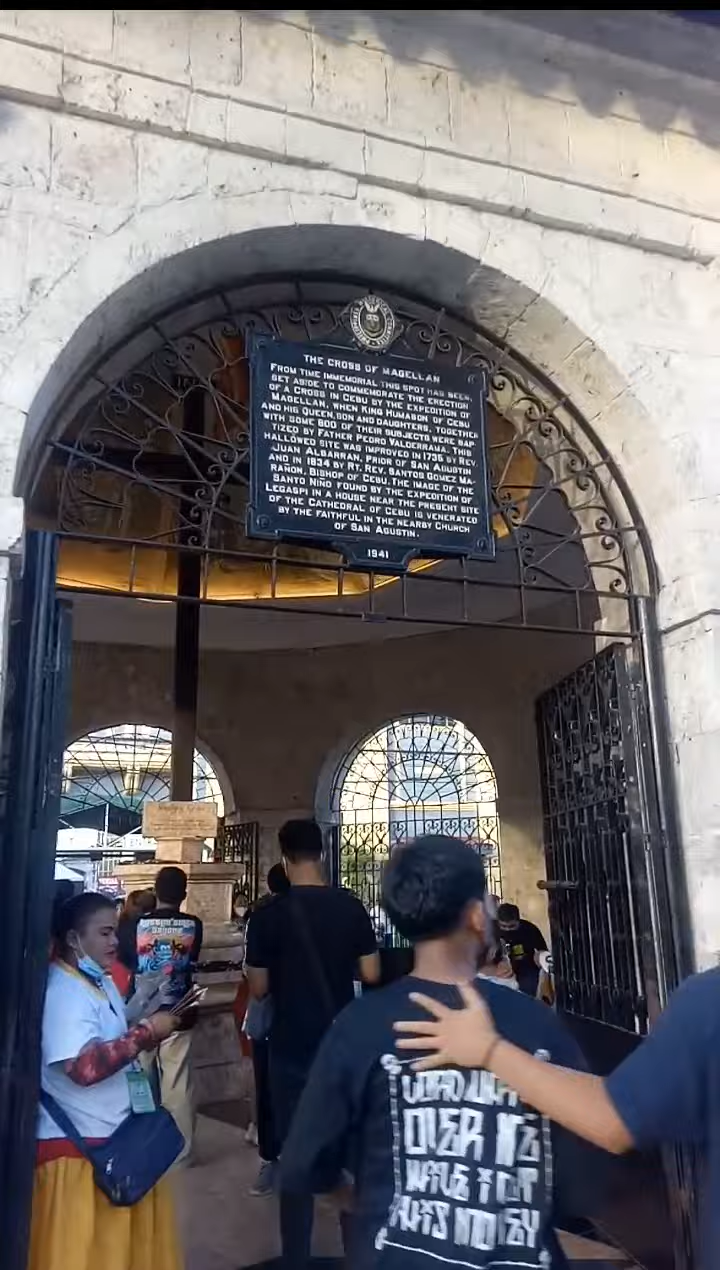 THE CROSS OF MAGELLAN
FROM TIME IMMEMORIAL THIS SPOT HAS BEEN
SET ASIDE TO COMMEMORATE THE ERECTION
OF A CROSS IN CEBU BY THE EXPEDITION OF
MAGELLAN, WHEN KING HUMABON OF CEBU
AND HIS QUEEN, SON AND DAUGHTERS, TOGETHER
WITH SOME 800 OF THEIR SUBJECTS WERE BAP
TIZED BY FATHER PEDRO VALDERRAMA. THIS
HALLOWED SITE WAS IMPROVED IN 1735 BY REV.
JUAN ALBARRAN, PRIOR OF SAN AGUSTIN
AND IN 1834 BY RT. REV. SANTOS GOMEZ MA-
RAÑON, BISHOP OF CEBU. THE IMAGE OF THE
SANTO NIÑO FOUND BY THE EXPEDITION OF
LEGASPI IN A HOUSE NEAR THE PRESENT SITE
OF THE CATHEDRAL OF CEBU IS VENERATED
BY THE FAITHFUL IN THE NEARBY CHURCH
OF SAN AGUSTIN.
1941
OVER ME